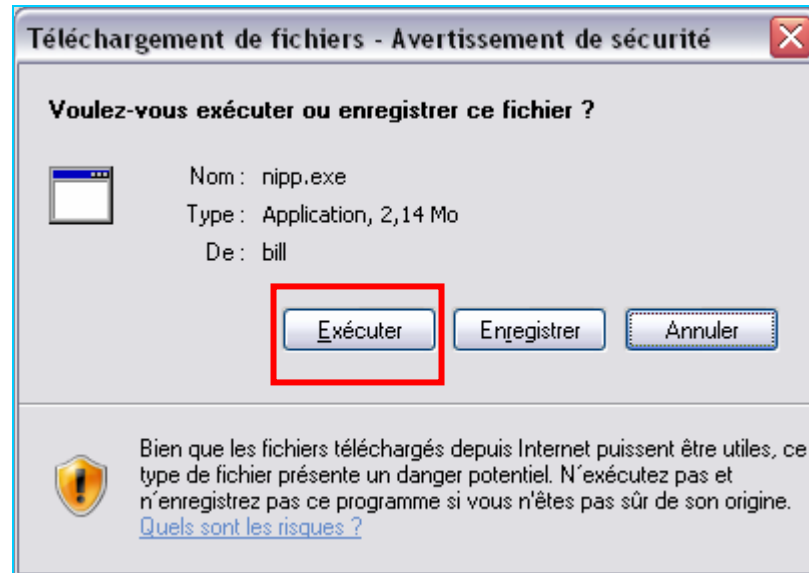 Téléchargement de fichiers - Avertissement de sécurité
Voulez-vous exécuter ou enregistrer ce fichier ?
Nom : nipp.exe
Type : Application, 2,14 Mo
De : bill
Exécuter Enregistrer Annuler
Bien que les fichiers téléchargés depuis Internet puissent être utiles, ce
type de fichier présente un danger potentiel. N´exécutez pas et
n´enregistrez pas ce programme si vous n'êtes pas sûr de son origine.
Quels sont les risques ?